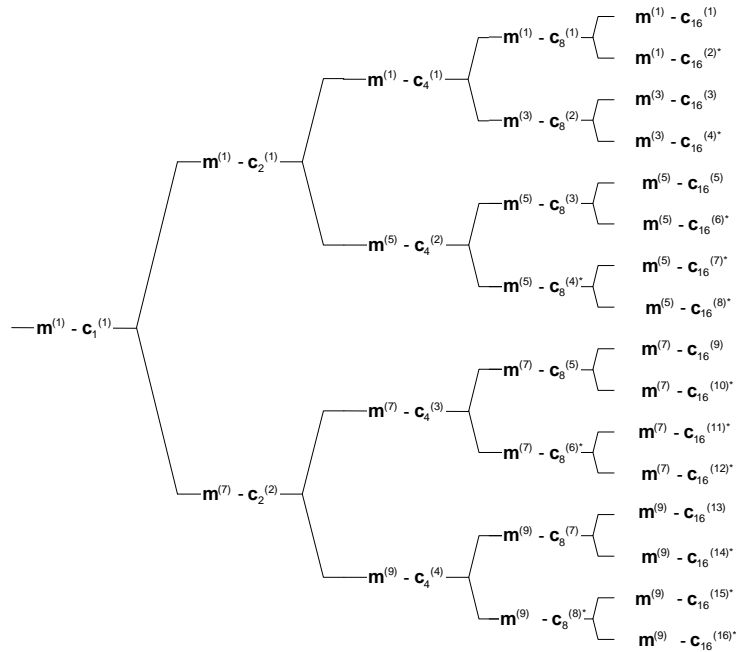 m(1) - c16(1)
m(1) - c8(1)
m(1) - c16(2)*
m(1) - c4(1)
m(3) - c16(3)
m(3) - c8(2)
m(3) - c16(4)*
m(1) - c2(1)
m(5) - c16(5)
m(5) - c8(3)
m(5) - c16(6)*
m(5) - c4(2)
m(5) - c16(7)*
m(5) - c8(4)*
m(5) - c16(8)*
m(1) - c1(1)
m(7) - c16(9)
m(7) - c8(5)
m(7) - c16(10)*
m(7) - c4(3)
m(7) - c16(11)*
m(7) - c8(6)*
m(7) - c16(12)*
m(7) - c2(2)
m(9) - c16(13)
m(9) - c8(7)
m(9) - c16(14)*
m(9) - c4(4)
m(9) - c16(15)*
m(9) - c8(8)*
m(9) - c16(16)*